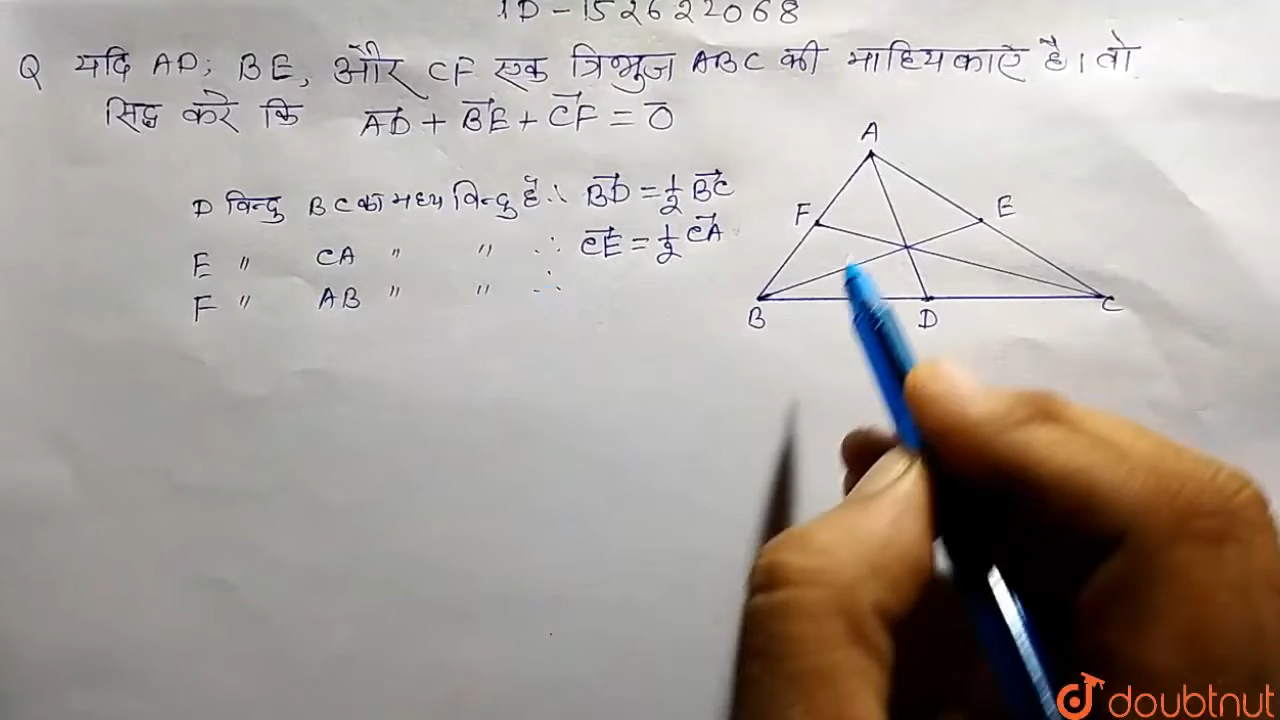 ID - 152622068
Q यदि AD, BE, और CF एक त्रिभुज ABC की माध्यिकाएं है। तो
सिद्ध करे कि AD⃗ + BE⃗ + CF⃗ = 0⃗
D विन्दु BC का मध्य विन्दु है ∴ BD⃗ = 1/2 BC⃗
E " CA " " ∴ CE⃗ = 1/2 CA⃗
F " AB " " ∴
A
F E
B D C
doubtnut